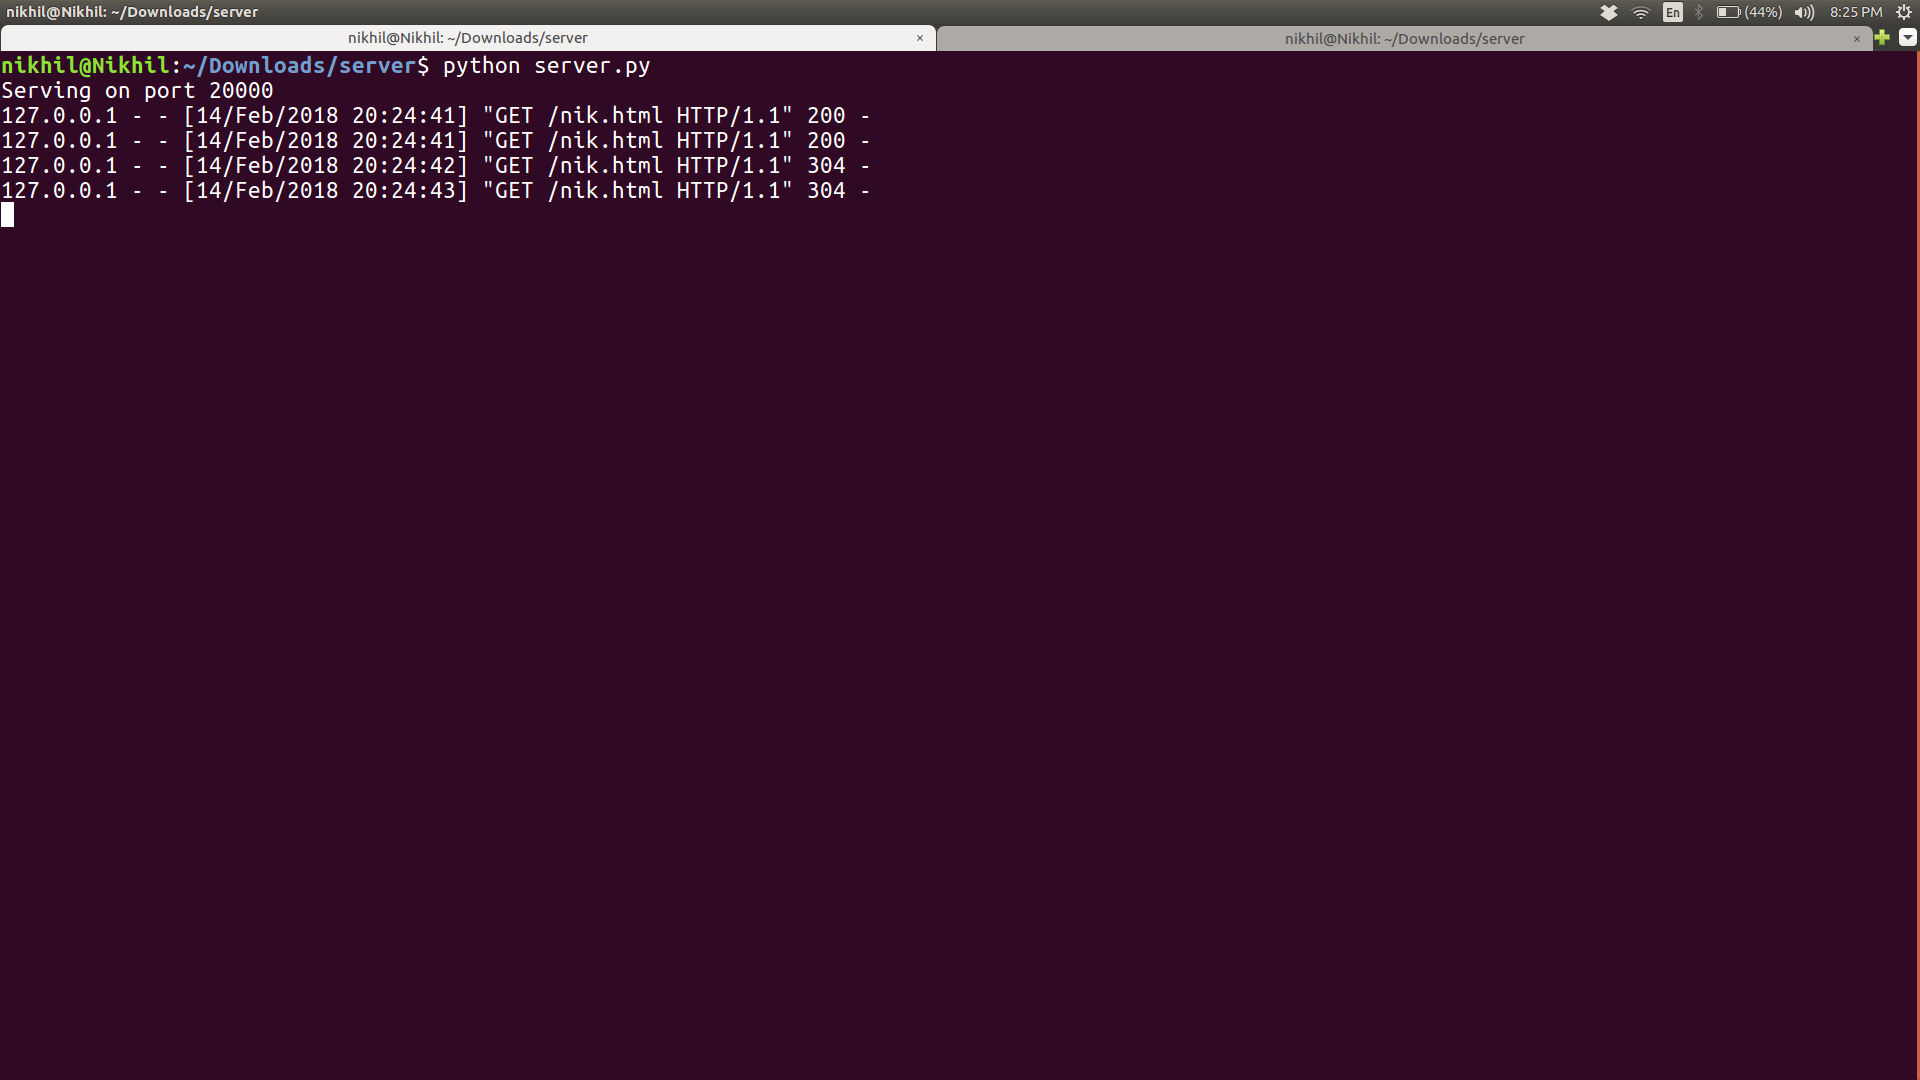 nikhil@Nikhil: ~/Downloads/server
En
(44%)
8:25 PM
nikhil@Nikhil: ~/Downloads/server ×
nikhil@Nikhil: ~/Downloads/server ×
nikhil@Nikhil:~/Downloads/server$ python server.py
Serving on port 20000
127.0.0.1 - - [14/Feb/2018 20:24:41] "GET /nik.html HTTP/1.1" 200 -
127.0.0.1 - - [14/Feb/2018 20:24:41] "GET /nik.html HTTP/1.1" 200 -
127.0.0.1 - - [14/Feb/2018 20:24:42] "GET /nik.html HTTP/1.1" 304 -
127.0.0.1 - - [14/Feb/2018 20:24:43] "GET /nik.html HTTP/1.1" 304 -